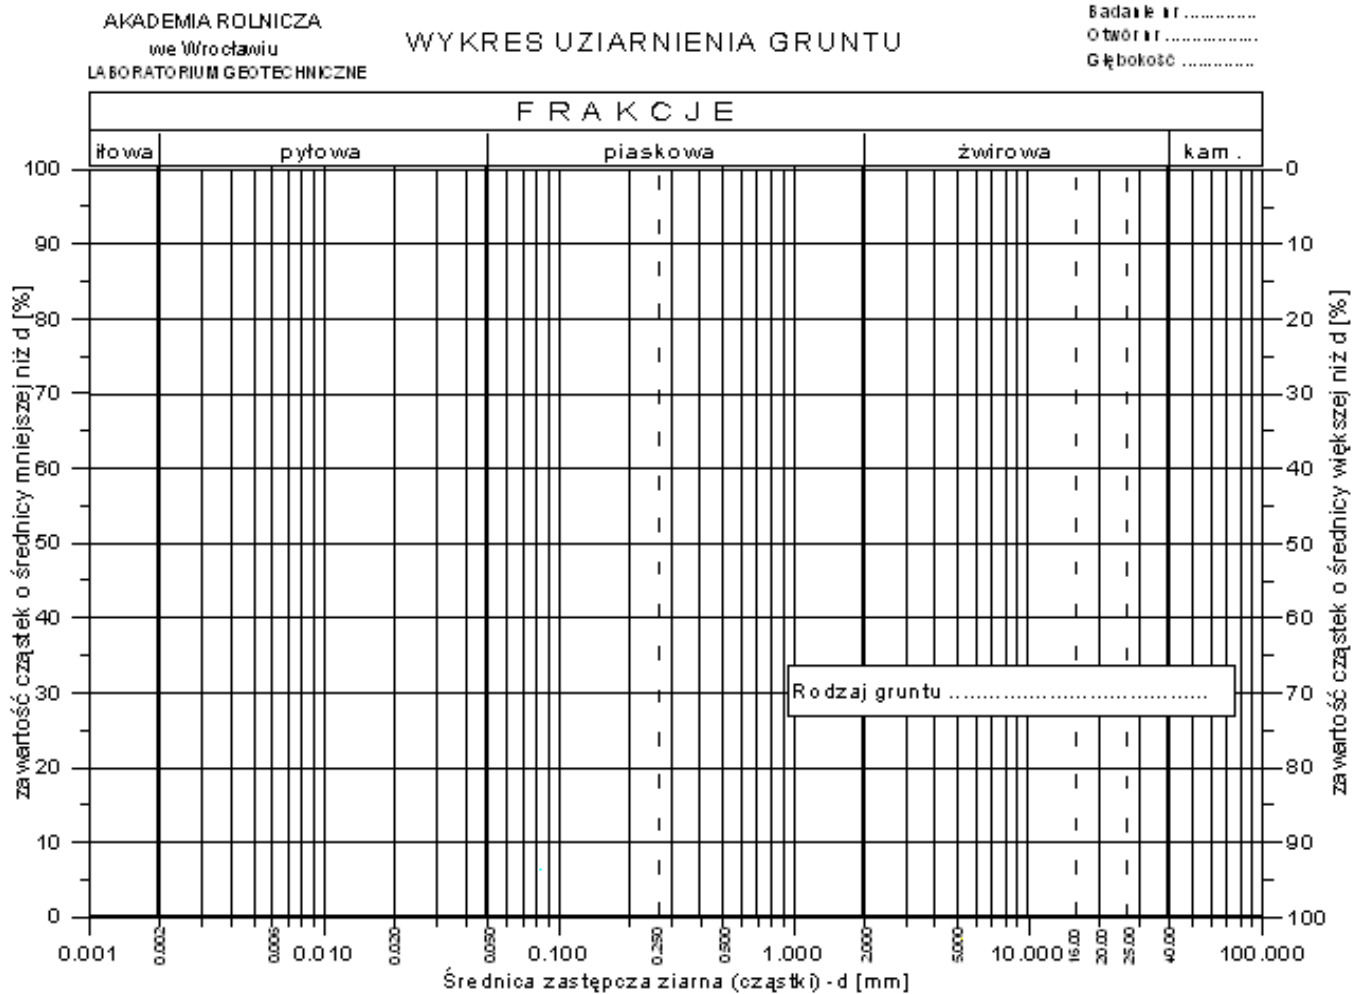 AKADEMIA ROLNICZA
we Wrocławiu
LABORATORIUM GEOTECHNICZNE
WYKRES UZIARNIENIA GRUNTU
Badanie nr .............
Otwór nr .................
Głębokość .............
FRAKCJE
iłowa pyłowa piaskowa żwirowa kam.
100 0
90 10
80 20
70 30
60 40
50 50
40 60
30 70
20 80
10 90
0 100
zawartość cząstek o średnicy mniejszej niż d [%]
zawartość cząstek o średnicy większej niż d [%]
Rodzaj gruntu ......................................
0.001 0.002 0.006 0.010 0.020 0.050 0.100 0.250 0.500 1.000 2.000 5.000 10.000 16.00 20.00 25.00 40.00 100.000
Średnica zastępcza ziarna (cząstki) - d [mm]